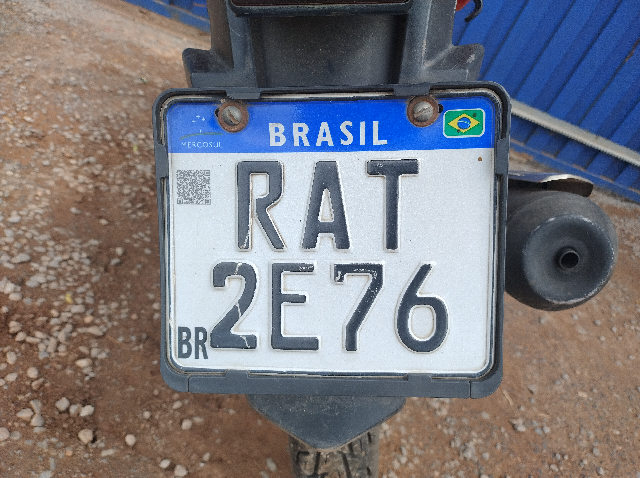 BRASIL
MERCOSUL
RAT
2E76
BR